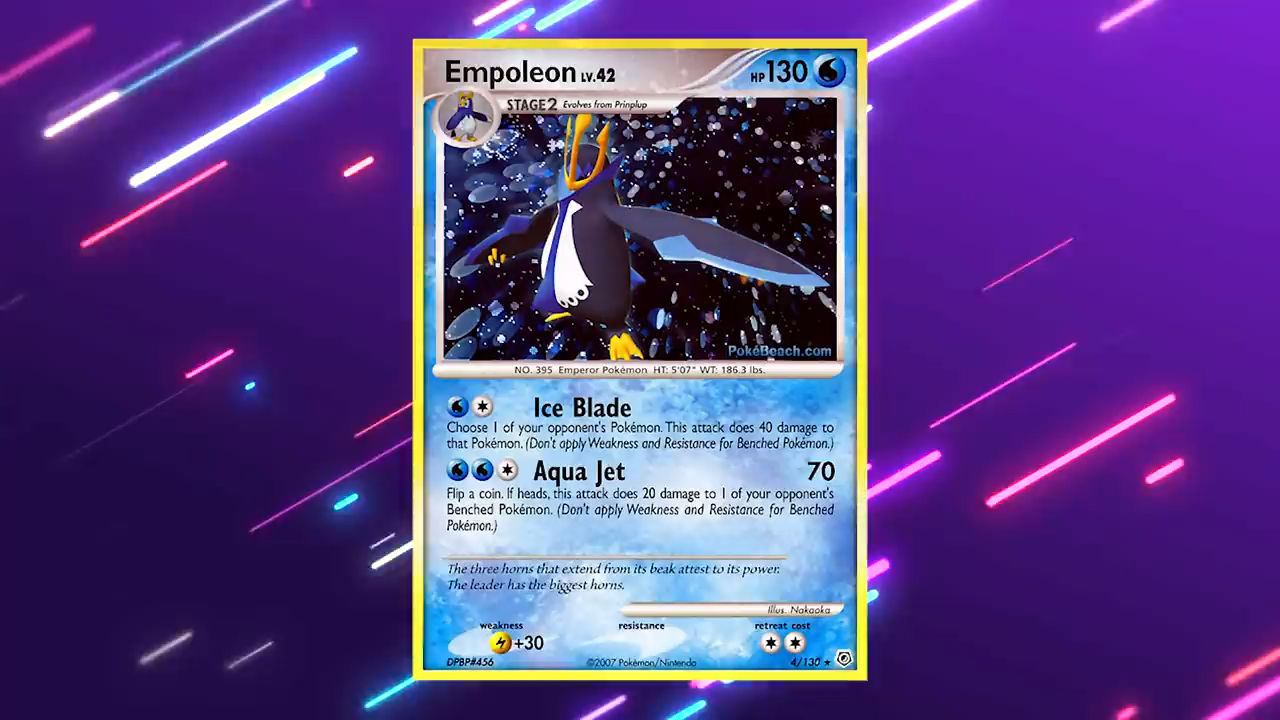 Empoleon LV.42 HP 130
STAGE2 Evolves from Prinplup
PokéBeach.com
NO. 395 Emperor Pokémon HT: 5'07" WT: 186.3 lbs.
Ice Blade
Choose 1 of your opponent's Pokémon. This attack does 40 damage to
that Pokémon. (Don't apply Weakness and Resistance for Benched Pokémon.)
Aqua Jet 70
Flip a coin. If heads, this attack does 20 damage to 1 of your opponent's
Benched Pokémon. (Don't apply Weakness and Resistance for Benched
Pokémon.)
The three horns that extend from its beak attest to its power.
The leader has the biggest horns.
Illus. Nakaoka
weakness resistance retreat cost
+30
DPBP#456 ©2007 Pokémon/Nintendo 4/130 ★